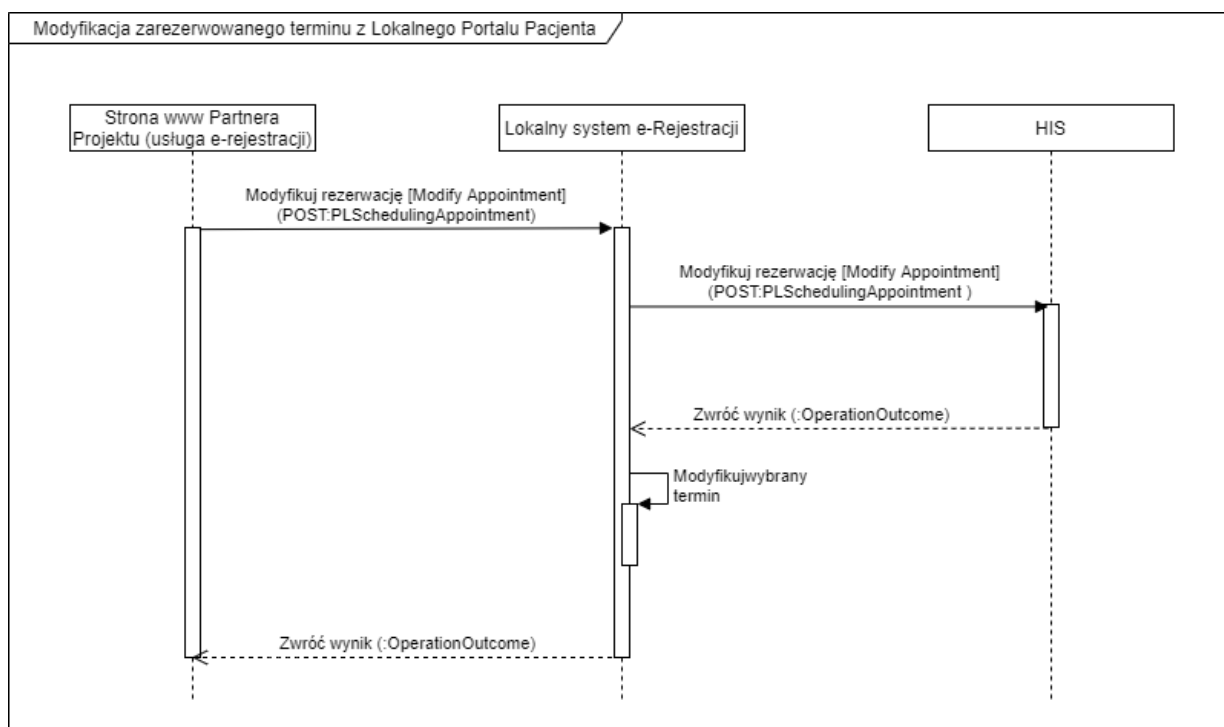 Modyfikacja zarezerwowanego terminu z Lokalnego Portalu Pacjenta
Strona www Partnera
Projektu (usługa e-rejestracji)
Lokalny system e-Rejestracji
HIS
Modyfikuj rezerwację [Modify Appointment]
(POST:PLSchedulingAppointment)
Modyfikuj rezerwację [Modify Appointment]
(POST:PLSchedulingAppointment )
Zwróć wynik (:OperationOutcome)
Modyfikujwybrany
termin
Zwróć wynik (:OperationOutcome)